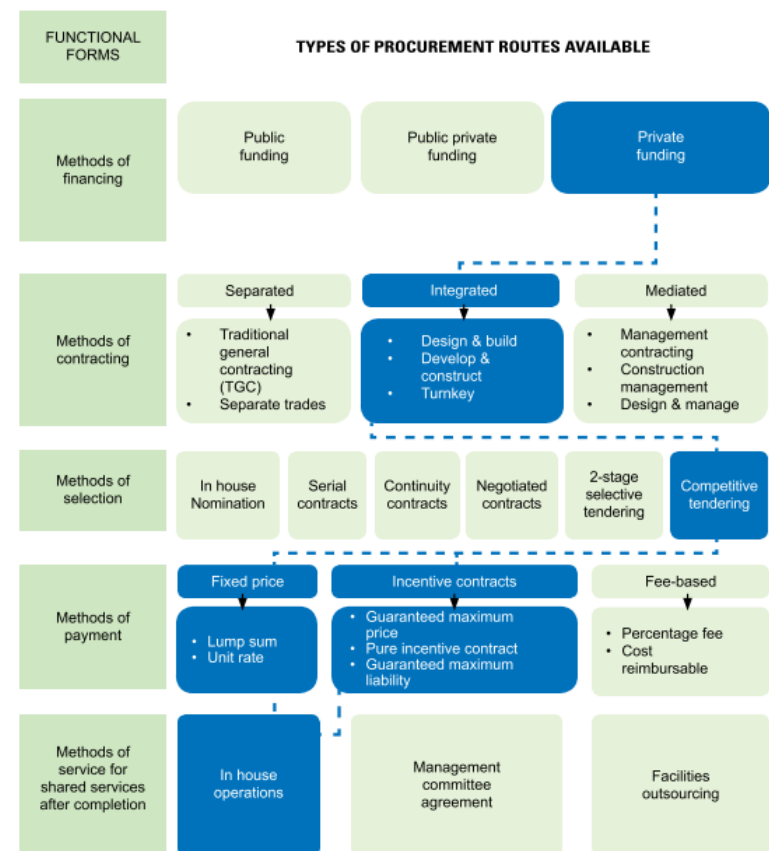 FUNCTIONAL
FORMS
TYPES OF PROCUREMENT ROUTES AVAILABLE
Methods of
financing
Public
funding
Public private
funding
Private
funding
Methods of
contracting
Separated
• Traditional
general
contracting
(TGC)
• Separate trades
Integrated
• Design & build
• Develop &
construct
• Turnkey
Mediated
• Management
contracting
• Construction
management
• Design & manage
Methods of
selection
In house
Nomination
Serial
contracts
Continuity
contracts
Negotiated
contracts
2-stage
selective
tendering
Competitive
tendering
Methods of
payment
Fixed price
• Lump sum
• Unit rate
Incentive contracts
• Guaranteed maximum
price
• Pure incentive contract
• Guaranteed maximum
liability
Fee-based
• Percentage fee
• Cost
reimbursable
Methods of
service for
shared services
after completion
In house
operations
Management
committee
agreement
Facilities
outsourcing